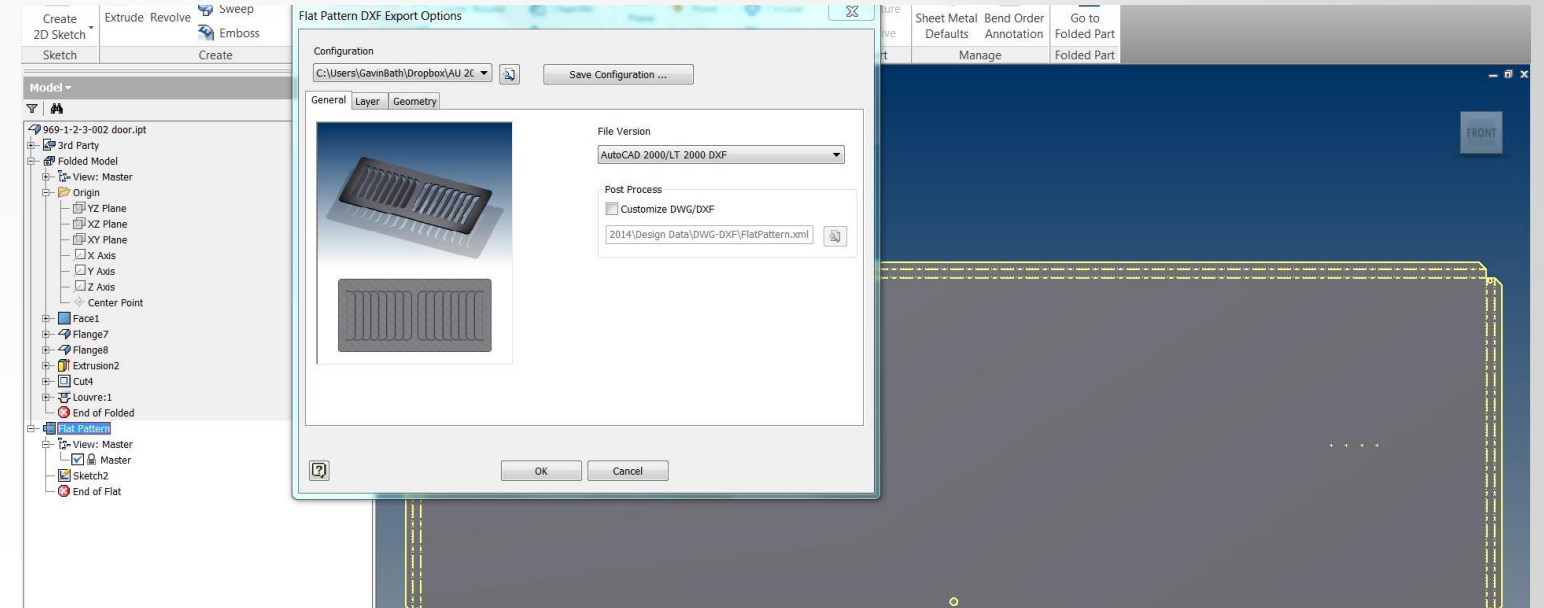 Create
2D Sketch
Extrude Revolve
Sweep
Emboss
Sketch
Create
Flat Pattern DXF Export Options
Sheet Metal Defaults
Bend Order Annotation
Go to Folded Part
Manage
Folded Part
Configuration
C:\Users\GavinBath\Dropbox\AU 20
Save Configuration ...
General Layer Geometry
File Version
AutoCAD 2000/LT 2000 DXF
Post Process
Customize DWG/DXF
2014\Design Data\DWG-DXF\FlatPattern.xml
OK
Cancel
Model
969-1-2-3-002 door.ipt
3rd Party
Folded Model
View: Master
Origin
YZ Plane
XZ Plane
XY Plane
X Axis
Y Axis
Z Axis
Center Point
Face1
Flange7
Flange8
Extrusion2
Cut4
Louvre:1
End of Folded
Flat Pattern
View: Master
Master
Sketch2
End of Flat
FRONT